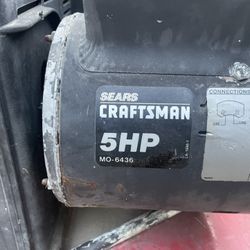 SEARS
CRAFTSMAN
5HP
MO-6436
CONNECTIONS